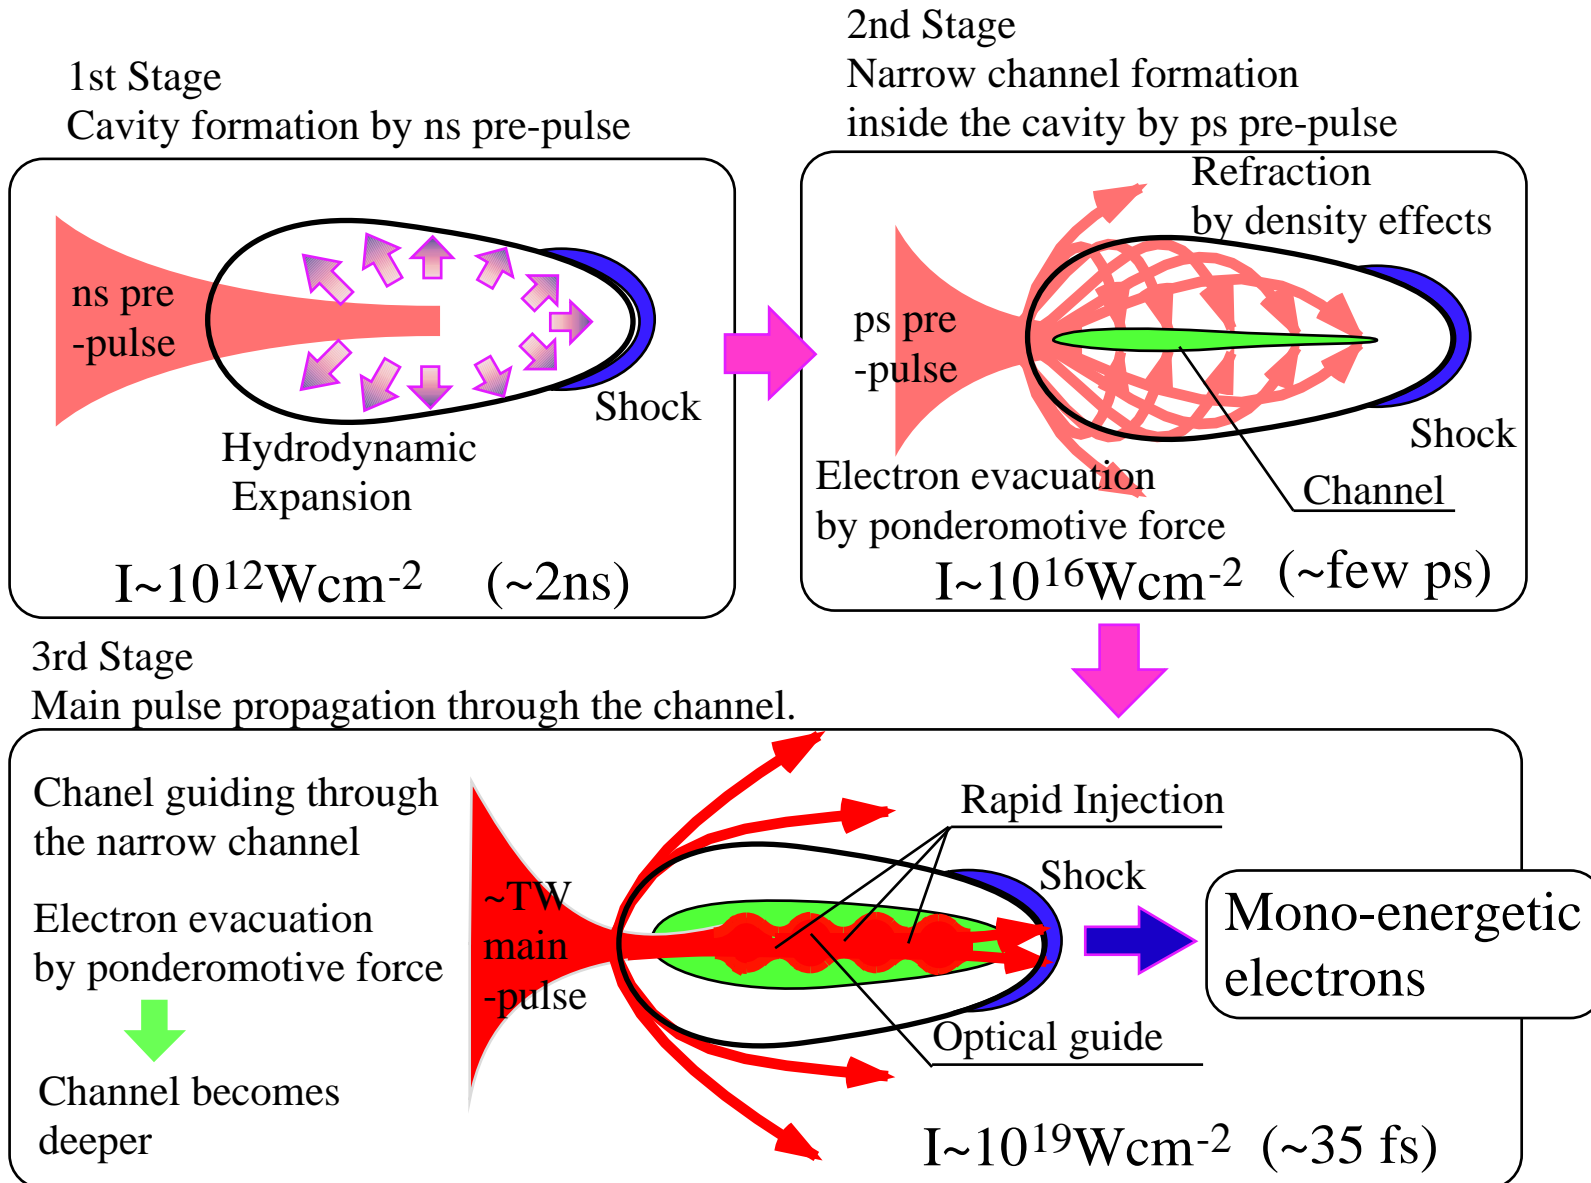 1st Stage
Cavity formation by ns pre-pulse
ns pre
-pulse
Shock
Hydrodynamic
Expansion
I~10¹²Wcm⁻² (~2ns)
2nd Stage
Narrow channel formation
inside the cavity by ps pre-pulse
Refraction
by density effects
ps pre
-pulse
Shock
Electron evacuation
by ponderomotive force
Channel
I~10¹⁶Wcm⁻² (~few ps)
3rd Stage
Main pulse propagation through the channel.
Chanel guiding through
the narrow channel
Electron evacuation
by ponderomotive force
Channel becomes
deeper
~TW
main
-pulse
Rapid Injection
Shock
Optical guide
Mono-energetic
electrons
I~10¹⁹Wcm⁻² (~35 fs)